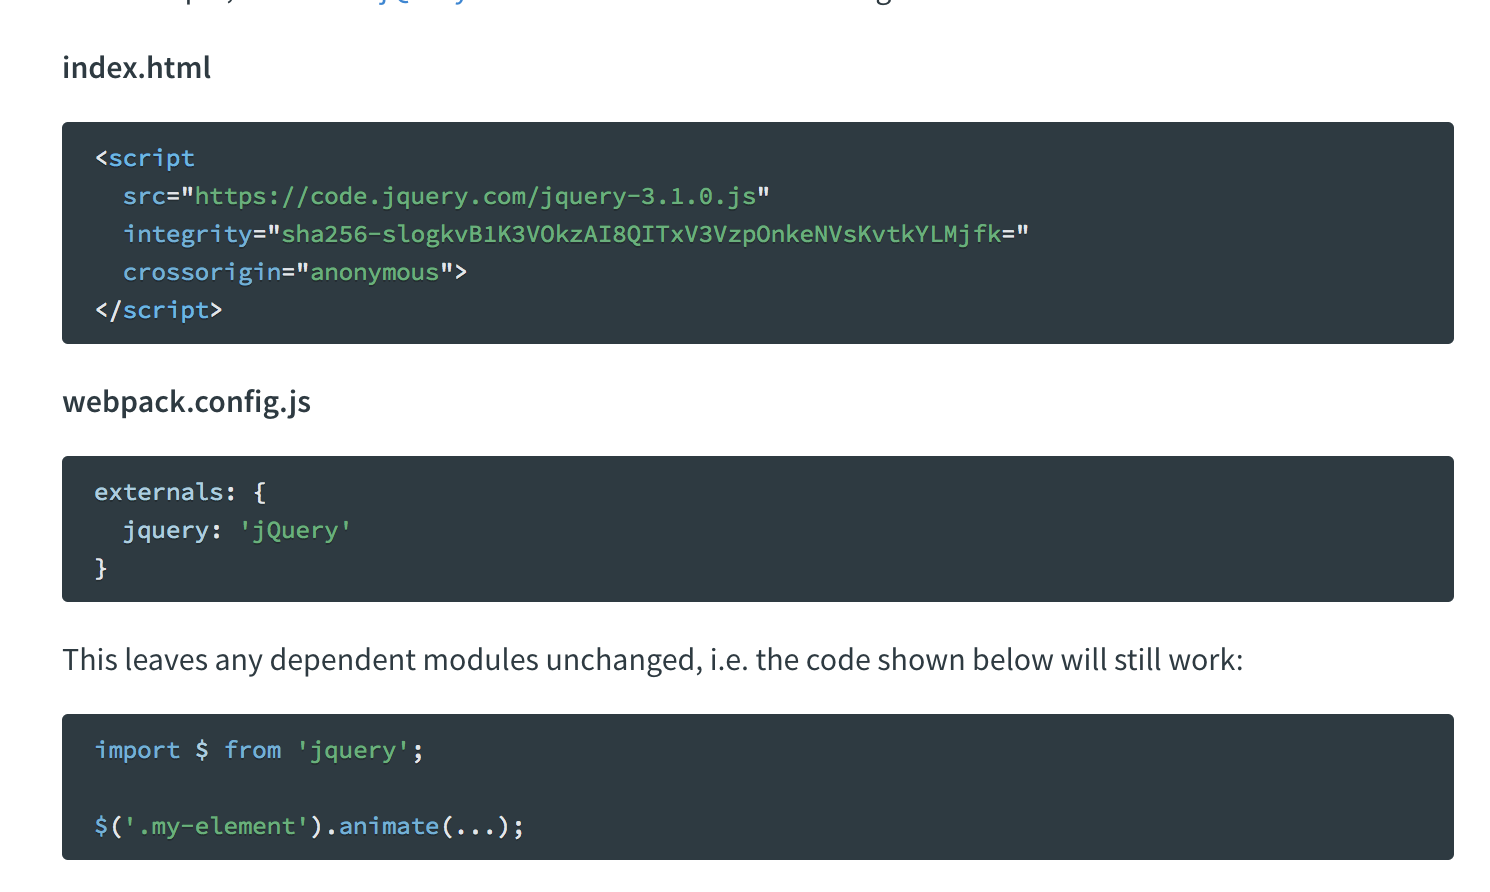 index.html
<script
src="https://code.jquery.com/jquery-3.1.0.js"
integrity="sha256-slogkvB1K3VOkzAI8QITxV3VzpOnkeNVsKvtkYLMjfk="
crossorigin="anonymous">
</script>
webpack.config.js
externals: {
jquery: 'jQuery'
}
This leaves any dependent modules unchanged, i.e. the code shown below will still work:
import $ from 'jquery';
$('.my-element').animate(...);